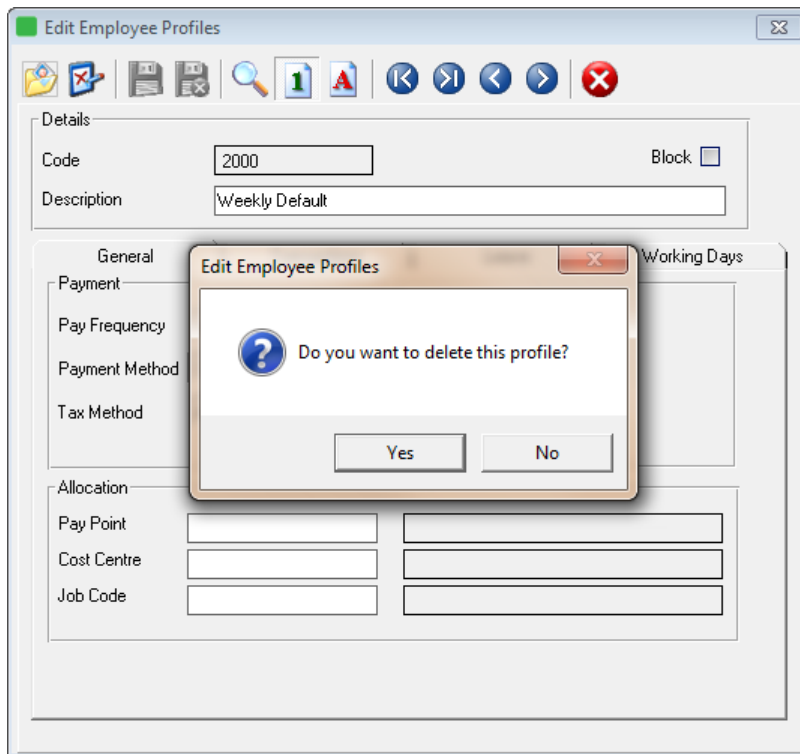 Edit Employee Profiles
1 A
Details
Code 2000 Block
Description Weekly Default
General Working Days
Edit Employee Profiles
Payment
Pay Frequency
Do you want to delete this profile?
Payment Method
Tax Method
Yes No
Allocation
Pay Point
Cost Centre
Job Code